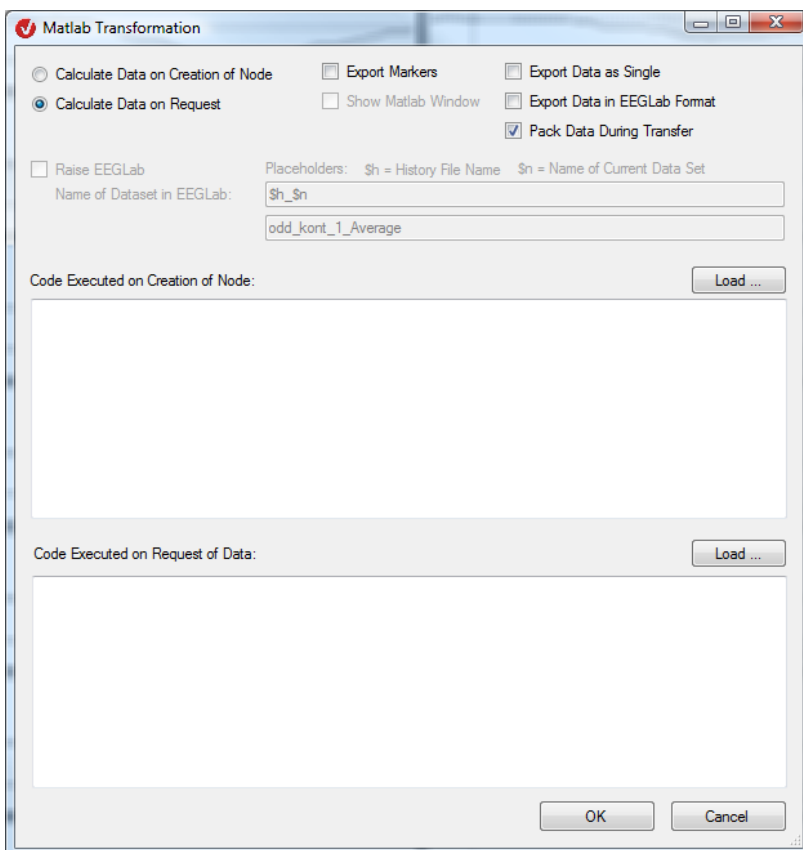 Matlab Transformation
Calculate Data on Creation of Node
Export Markers
Export Data as Single
Calculate Data on Request
Show Matlab Window
Export Data in EEGLab Format
Pack Data During Transfer
Raise EEGLab
Placeholders: $h = History File Name $n = Name of Current Data Set
Name of Dataset in EEGLab:
$h_$n
odd_kont_1_Average
Code Executed on Creation of Node:
Load ...
Code Executed on Request of Data:
Load ...
OK
Cancel